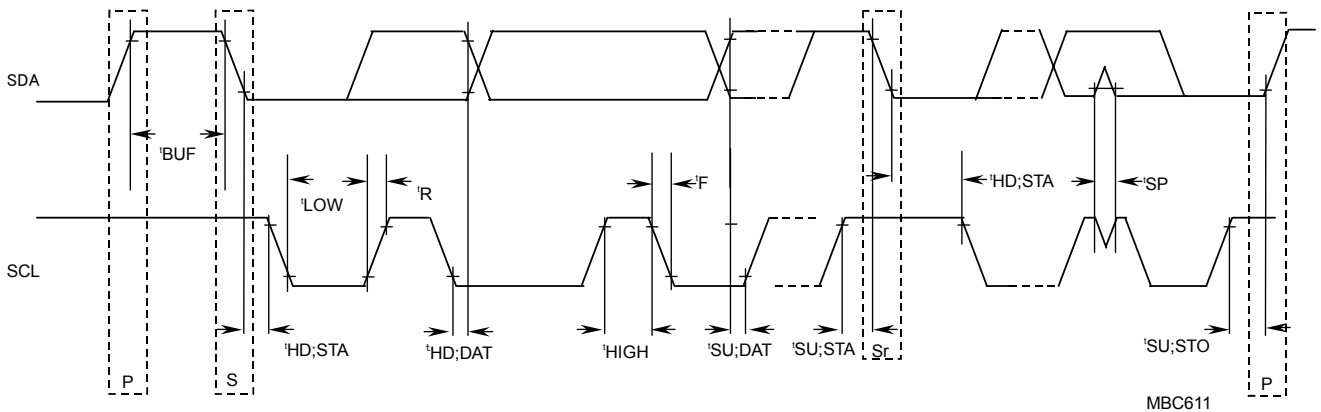 SDA
tBUF
tLOW
tR
tF
tHD;STA
tSP
SCL
tHD;STA
tHD;DAT
tHIGH
tSU;DAT
tSU;STA
Sr
tSU;STO
P
S
P
MBC611